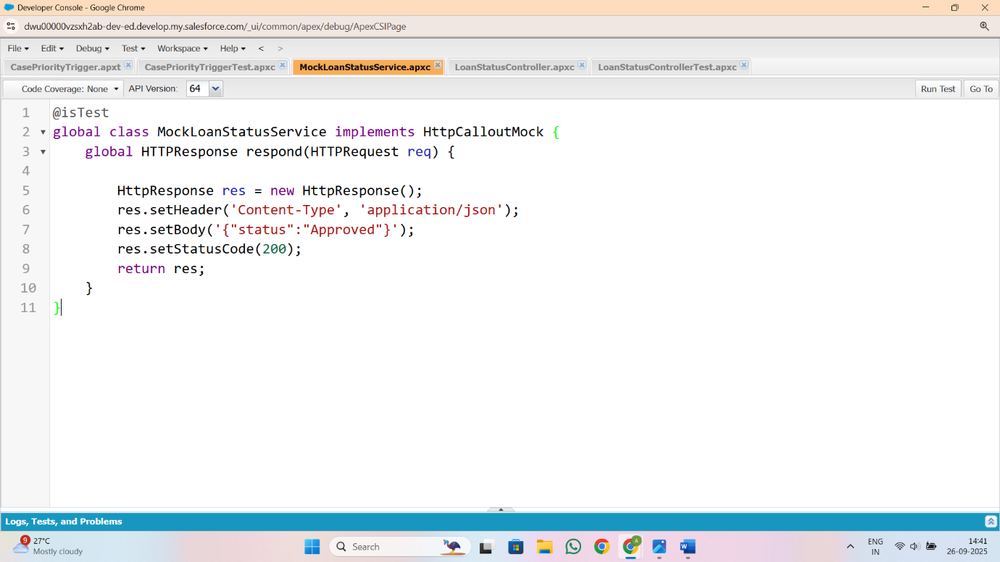 Developer Console - Google Chrome
dwu00000vzsxh2ab-dev-ed.develop.my.salesforce.com/_ui/common/apex/debug/ApexCSIPage
File Edit Debug Test Workspace Help < >
CasePriorityTrigger.apxt CasePriorityTriggerTest.apxc MockLoanStatusService.apxc LoanStatusController.apxc LoanStatusControllerTest.apxc
Code Coverage: None API Version: 64 Run Test Go To
1 @isTest
2 global class MockLoanStatusService implements HttpCalloutMock {
3 global HTTPResponse respond(HTTPRequest req) {
4
5 HttpResponse res = new HttpResponse();
6 res.setHeader('Content-Type', 'application/json');
7 res.setBody('{"status":"Approved"}');
8 res.setStatusCode(200);
9 return res;
10 }
11 }
Logs, Tests, and Problems
9 27°C
Mostly cloudy
Search
A
W
ENG
IN
14:41
26-09-2025